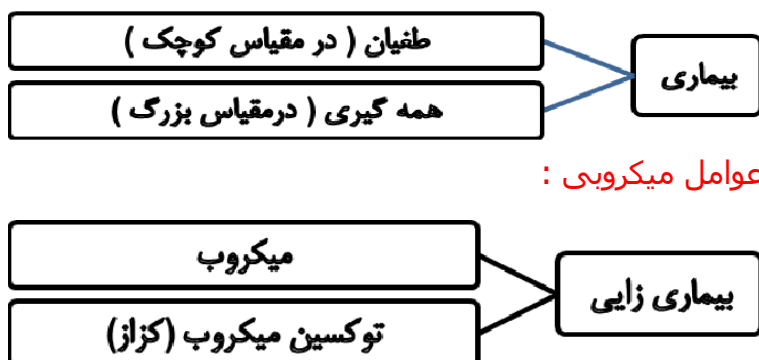 بیماری
طغیان ( در مقیاس کوچک )
همه گیری ( درمقیاس بزرگ )
عوامل میکروبی :
بیماری زایی
میکروب
توکسین میکروب (کزاز)